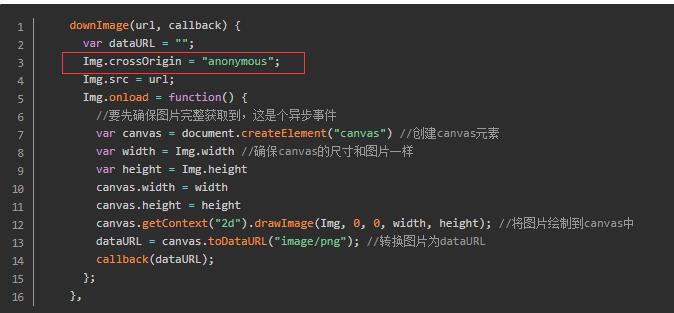 1 downImage(url, callback) {
2 var dataURL = "";
3 Img.crossOrigin = "anonymous";
4 Img.src = url;
5 Img.onload = function() {
6 //要先确保图片完整获取到，这是个异步事件
7 var canvas = document.createElement("canvas") //创建canvas元素
8 var width = Img.width //确保canvas的尺寸和图片一样
9 var height = Img.height
10 canvas.width = width
11 canvas.height = height
12 canvas.getContext("2d").drawImage(Img, 0, 0, width, height); //将图片绘制到canvas中
13 dataURL = canvas.toDataURL("image/png"); //转换图片为dataURL
14 callback(dataURL);
15 };
16 },